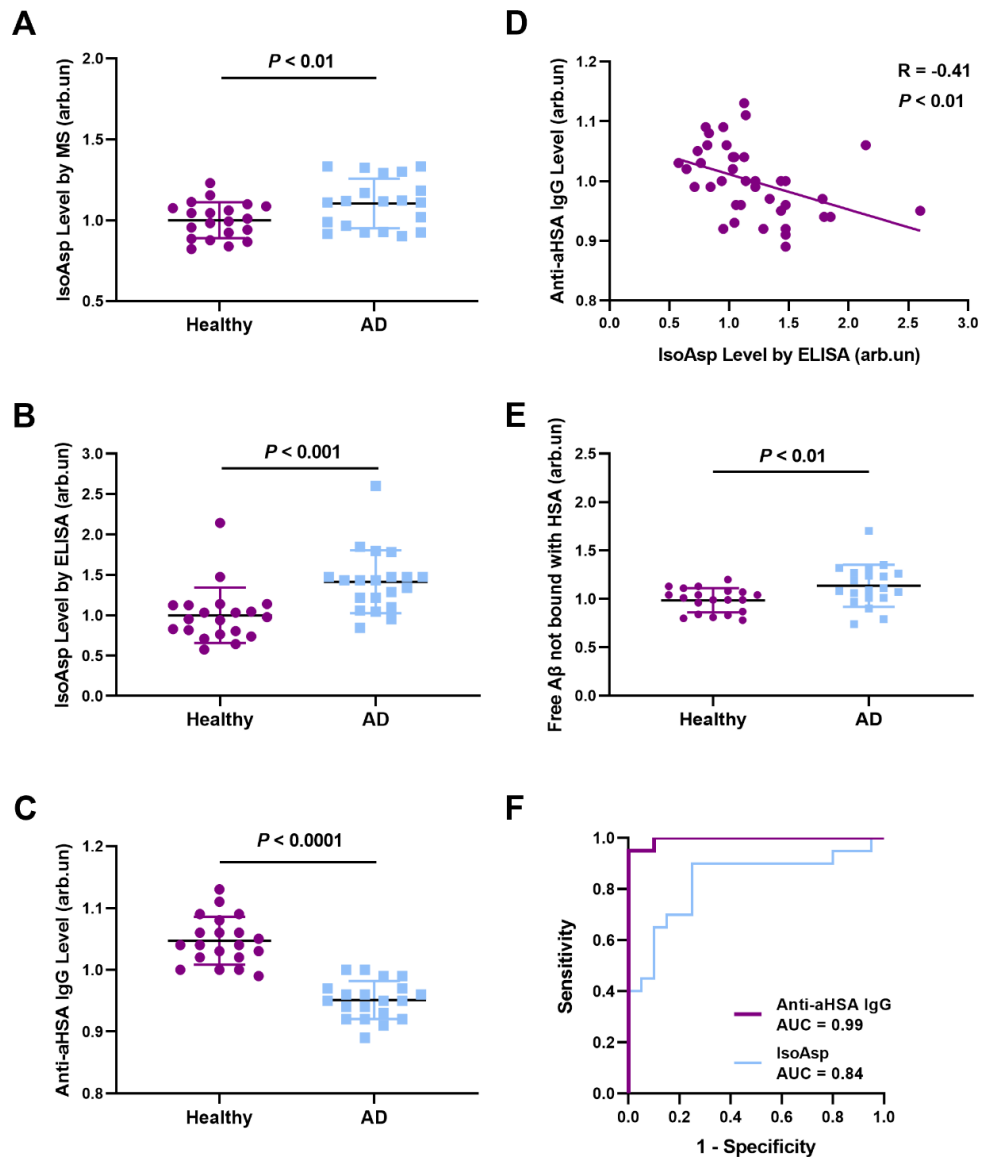 A
P < 0.01
IsoAsp Level by MS (arb.un)
2.0
1.5
1.0
0.5
Healthy
AD
B
P < 0.001
IsoAsp Level by ELISA (arb.un)
3.0
2.5
2.0
1.5
1.0
0.5
0.0
Healthy
AD
C
P < 0.0001
Anti-aHSA IgG Level (arb.un)
1.2
1.1
1.0
0.9
0.8
Healthy
AD
D
R = -0.41
P < 0.01
Anti-aHSA IgG Level (arb.un)
1.2
1.1
1.0
0.9
0.8
0.0 0.5 1.0 1.5 2.0 2.5 3.0
IsoAsp Level by ELISA (arb.un)
E
P < 0.01
Free Aβ not bound with HSA (arb.un)
2.5
2.0
1.5
1.0
0.5
0.0
Healthy
AD
F
Sensitivity
1.0
0.8
0.6
0.4
0.2
0.0
Anti-aHSA IgG
AUC = 0.99
IsoAsp
AUC = 0.84
0.0 0.2 0.4 0.6 0.8 1.0
1 - Specificity